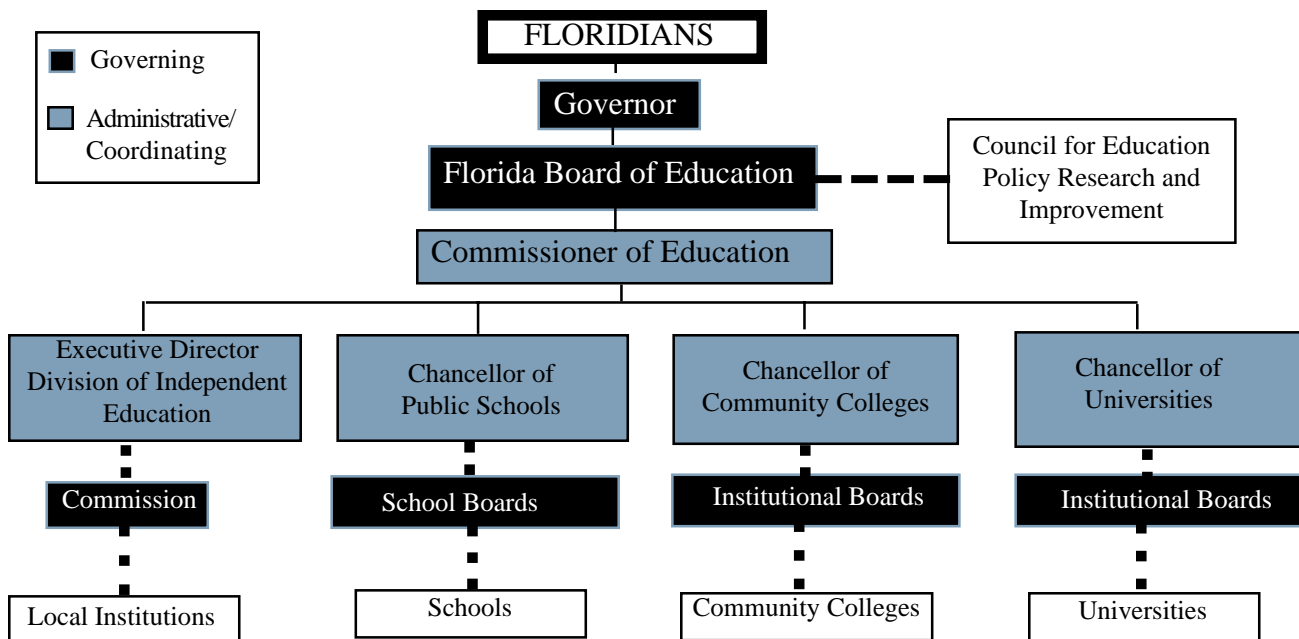 FLORIDIANS
Governing
Administrative/
Coordinating
Governor
Florida Board of Education
Council for Education
Policy Research and
Improvement
Commissioner of Education
Executive Director
Division of Independent
Education
Chancellor of
Public Schools
Chancellor of
Community Colleges
Chancellor of
Universities
Commission
School Boards
Institutional Boards
Institutional Boards
Local Institutions
Schools
Community Colleges
Universities